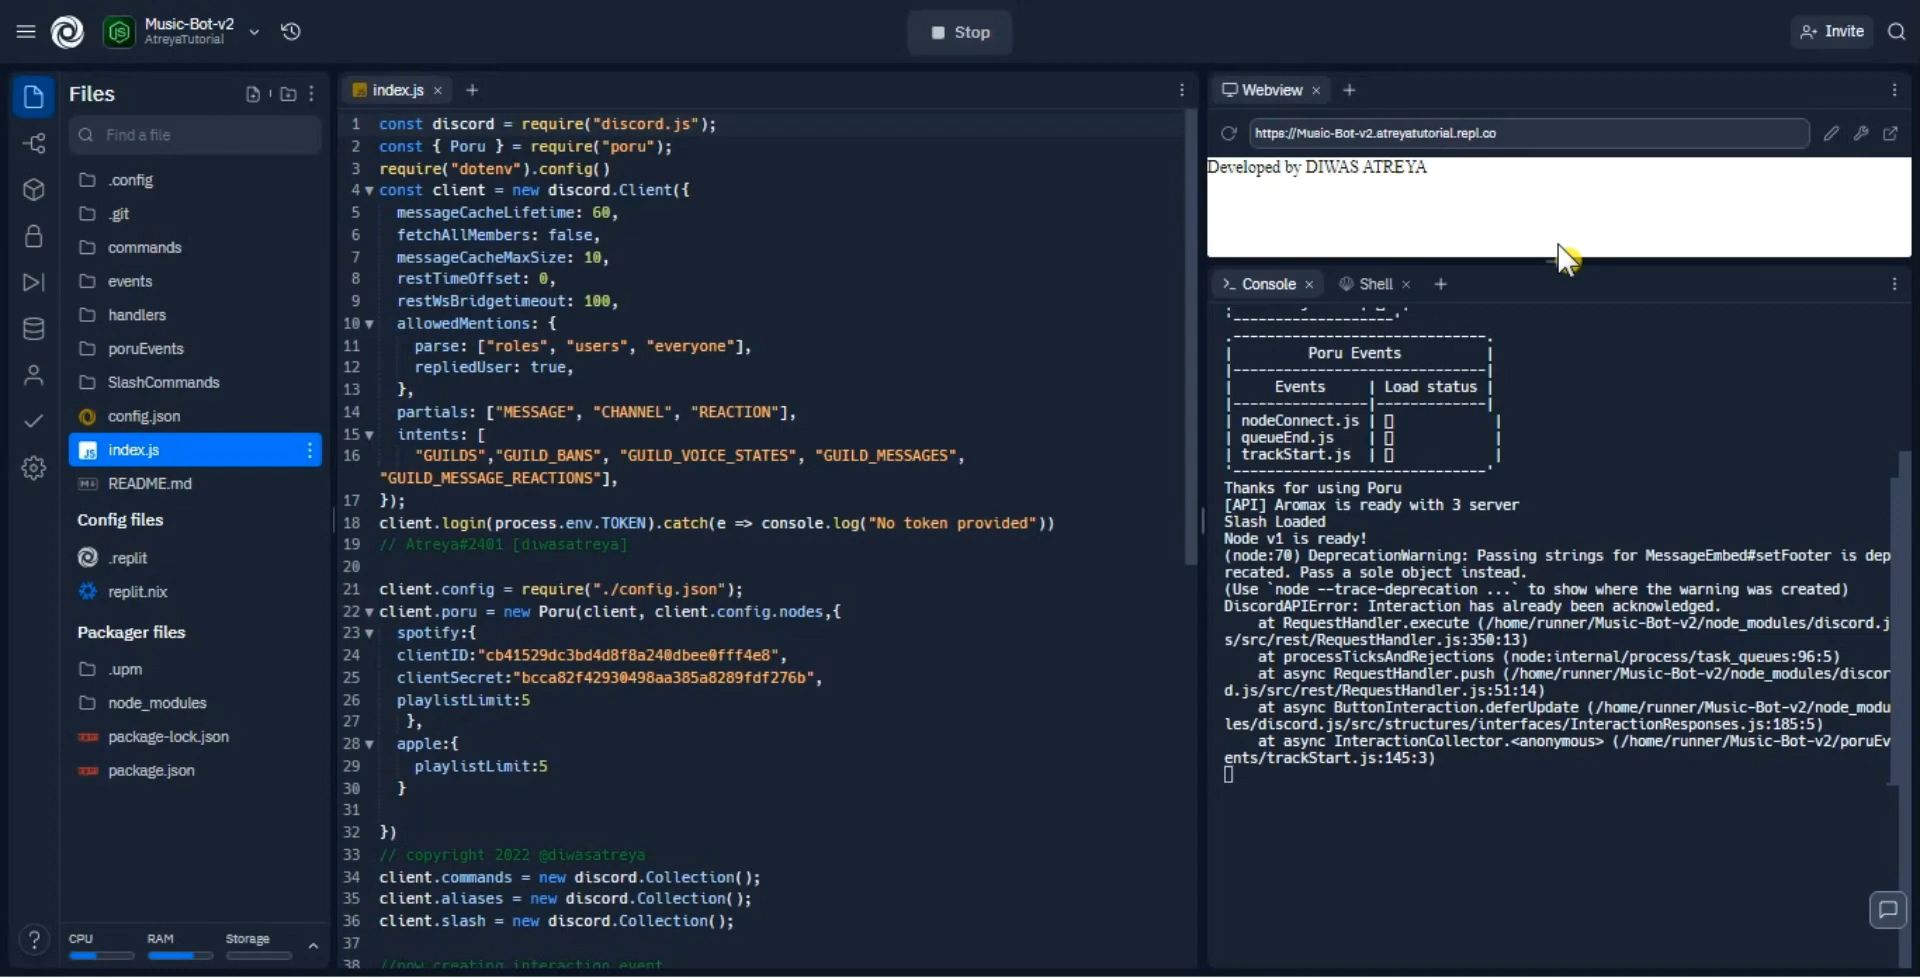 Music-Bot-v2
AtreyaTutorial
Stop
Invite
Files
Find a file
.config
.git
commands
events
handlers
poruEvents
SlashCommands
config.json
index.js
README.md
Config files
.replit
replit.nix
Packager files
.upm
node_modules
package-lock.json
package.json
CPU RAM Storage
index.js
1 const discord = require("discord.js");
2 const { Poru } = require("poru");
3 require("dotenv").config()
4 const client = new discord.Client({
5 messageCacheLifetime: 60,
6 fetchAllMembers: false,
7 messageCacheMaxSize: 10,
8 restTimeOffset: 0,
9 restWsBridgetimeout: 100,
10 allowedMentions: {
11 parse: ["roles", "users", "everyone"],
12 repliedUser: true,
13 },
14 partials: ["MESSAGE", "CHANNEL", "REACTION"],
15 intents: [
16 "GUILDS","GUILD_BANS", "GUILD_VOICE_STATES", "GUILD_MESSAGES",
"GUILD_MESSAGE_REACTIONS"],
17 });
18 client.login(process.env.TOKEN).catch(e => console.log("No token provided"))
19 // Atreya#2401 [diwasatreya]
20
21 client.config = require("./config.json");
22 client.poru = new Poru(client, client.config.nodes,{
23 spotify:{
24 clientID:"cb41529dc3bd4d8f8a240dbee0fff4e8",
25 clientSecret:"bcca82f42930498aa385a8289fdf276b",
26 playlistLimit:5
27 },
28 apple:{
29 playlistLimit:5
30 }
31
32 })
33 // copyright 2022 @diwasatreya
34 client.commands = new discord.Collection();
35 client.aliases = new discord.Collection();
36 client.slash = new discord.Collection();
37
38 //now creating interaction event
Webview
https://Music-Bot-v2.atreyatutorial.repl.co
Developed by DIWAS ATREYA
Console Shell
Poru Events
Events | Load status
nodeConnect.js
queueEnd.js
trackStart.js
Thanks for using Poru
[API] Aromax is ready with 3 server
Slash Loaded
Node v1 is ready!
(node:70) DeprecationWarning: Passing strings for MessageEmbed#setFooter is dep
recated. Pass a sole object instead.
(Use `node --trace-deprecation ...` to show where the warning was created)
DiscordAPIError: Interaction has already been acknowledged.
at RequestHandler.execute (/home/runner/Music-Bot-v2/node_modules/discord.j
s/src/rest/RequestHandler.js:350:13)
at processTicksAndRejections (node:internal/process/task_queues:96:5)
at async RequestHandler.push (/home/runner/Music-Bot-v2/node_modules/discor
d.js/src/rest/RequestHandler.js:51:14)
at async ButtonInteraction.deferUpdate (/home/runner/Music-Bot-v2/node_modu
les/discord.js/src/structures/interfaces/InteractionResponses.js:185:5)
at async InteractionCollector.<anonymous> (/home/runner/Music-Bot-v2/poruEv
ents/trackStart.js:145:3)